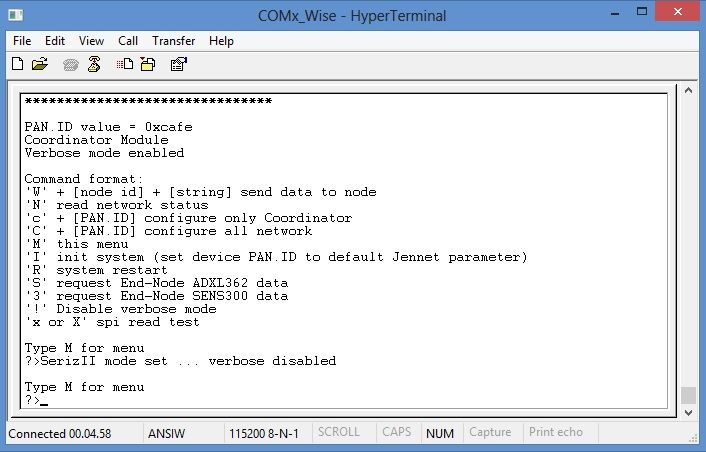 COMx_Wise - HyperTerminal
File Edit View Call Transfer Help
*******************************
PAN.ID value = 0xcafe
Coordinator Module
Verbose mode enabled
Command format:
'W' + [node id] + [string] send data to node
'N' read network status
'c' + [PAN.ID] configure only Coordinator
'C' + [PAN.ID] configure all network
'M' this menu
'I' init system (set device PAN.ID to default Jennet parameter)
'R' system restart
'S' request End-Node ADXL362 data
'3' request End-Node SENS300 data
'!' Disable verbose mode
'x or X' spi read test
Type M for menu
?>SerizII mode set ... verbose disabled
Type M for menu
?>_
Connected 00.04.58 ANSIW 115200 8-N-1 SCROLL CAPS NUM Capture Print echo